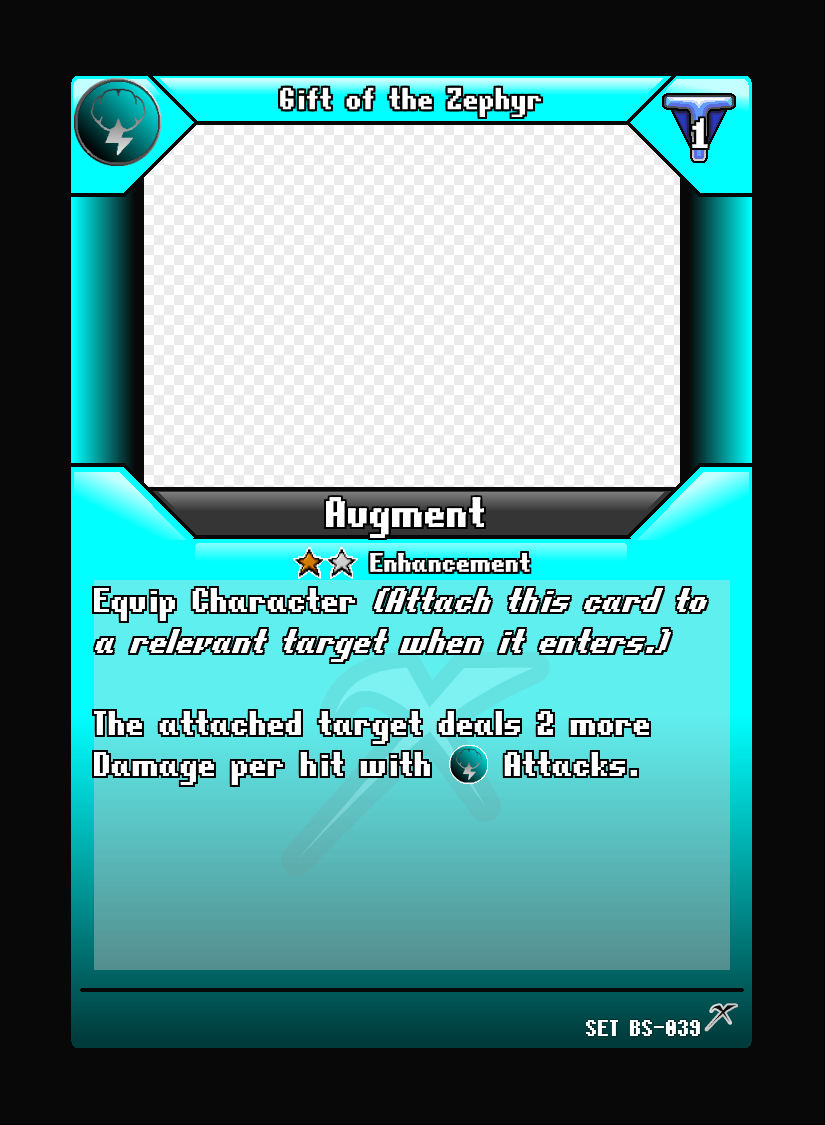 Gift of the Zephyr
1
Augment
Enhancement
Equip Character (Attach this card to
a relevant target when it enters.)
The attached target deals 2 more
Damage per hit with Attacks.
SET BS-039